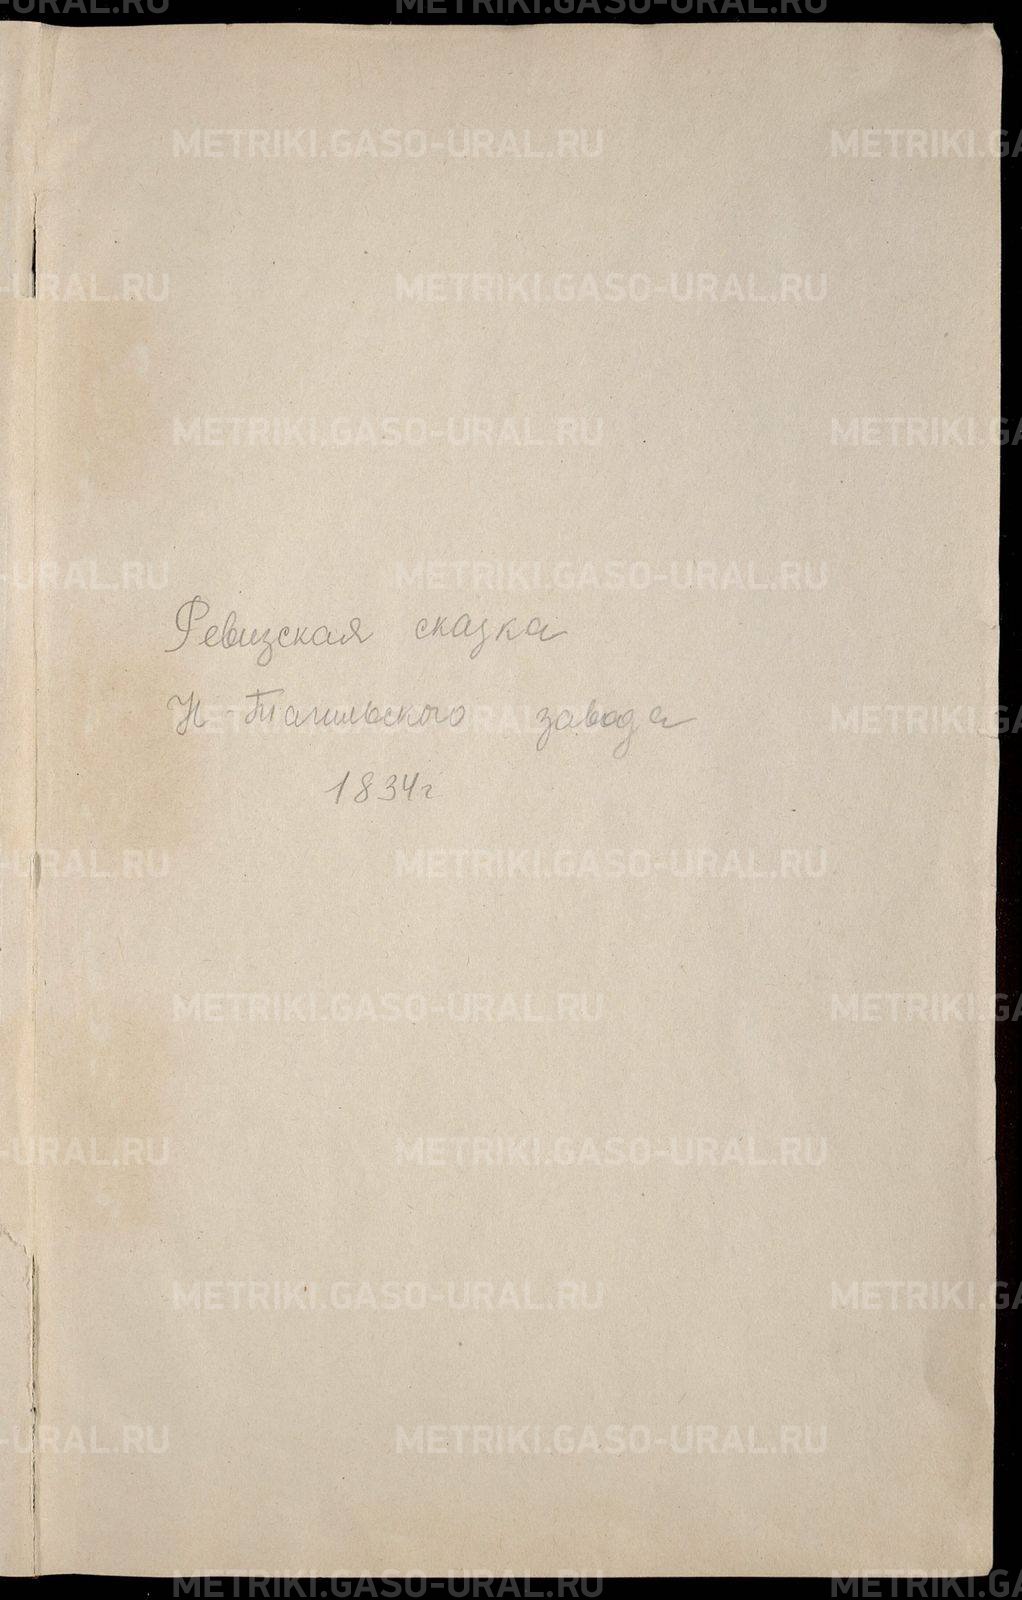 Ревизская сказка
Н-Тагильского завода
1834г